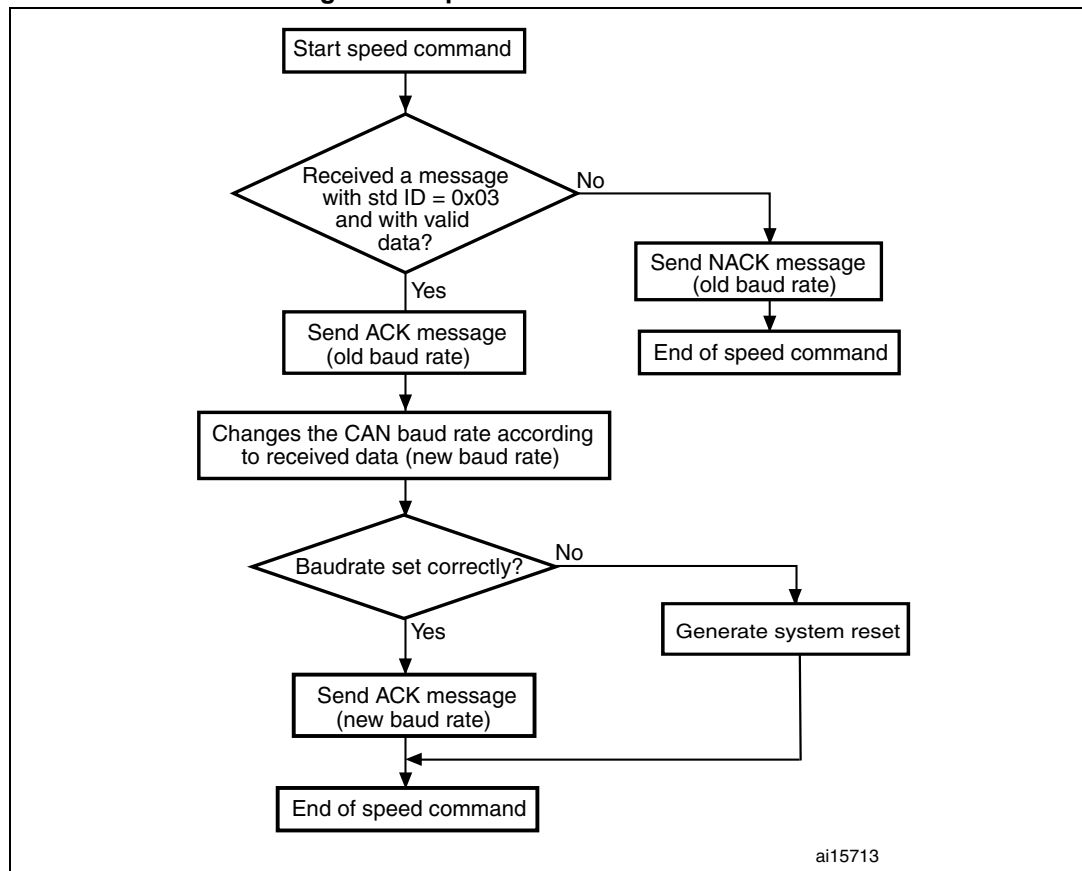 Start speed command
Received a message
with std ID = 0x03
and with valid
data?
No
Yes
Send NACK message
(old baud rate)
End of speed command
Send ACK message
(old baud rate)
Changes the CAN baud rate according
to received data (new baud rate)
Baudrate set correctly?
No
Yes
Generate system reset
Send ACK message
(new baud rate)
End of speed command
ai15713